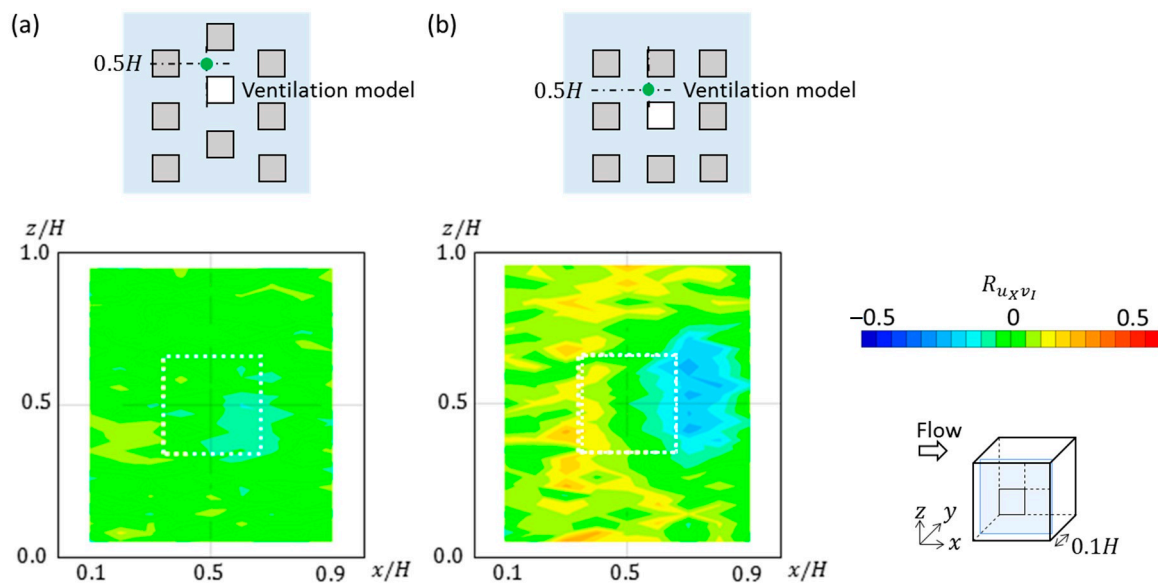 (a)
0.5H
Ventilation model
(b)
0.5H
Ventilation model
z/H
1.0
0.5
0.0
0.1
0.5
0.9
x/H
z/H
1.0
0.5
0.0
0.1
0.5
0.9
x/H
R_{u_X v_I}
−0.5
0
0.5
Flow
z
y
x
0.1H